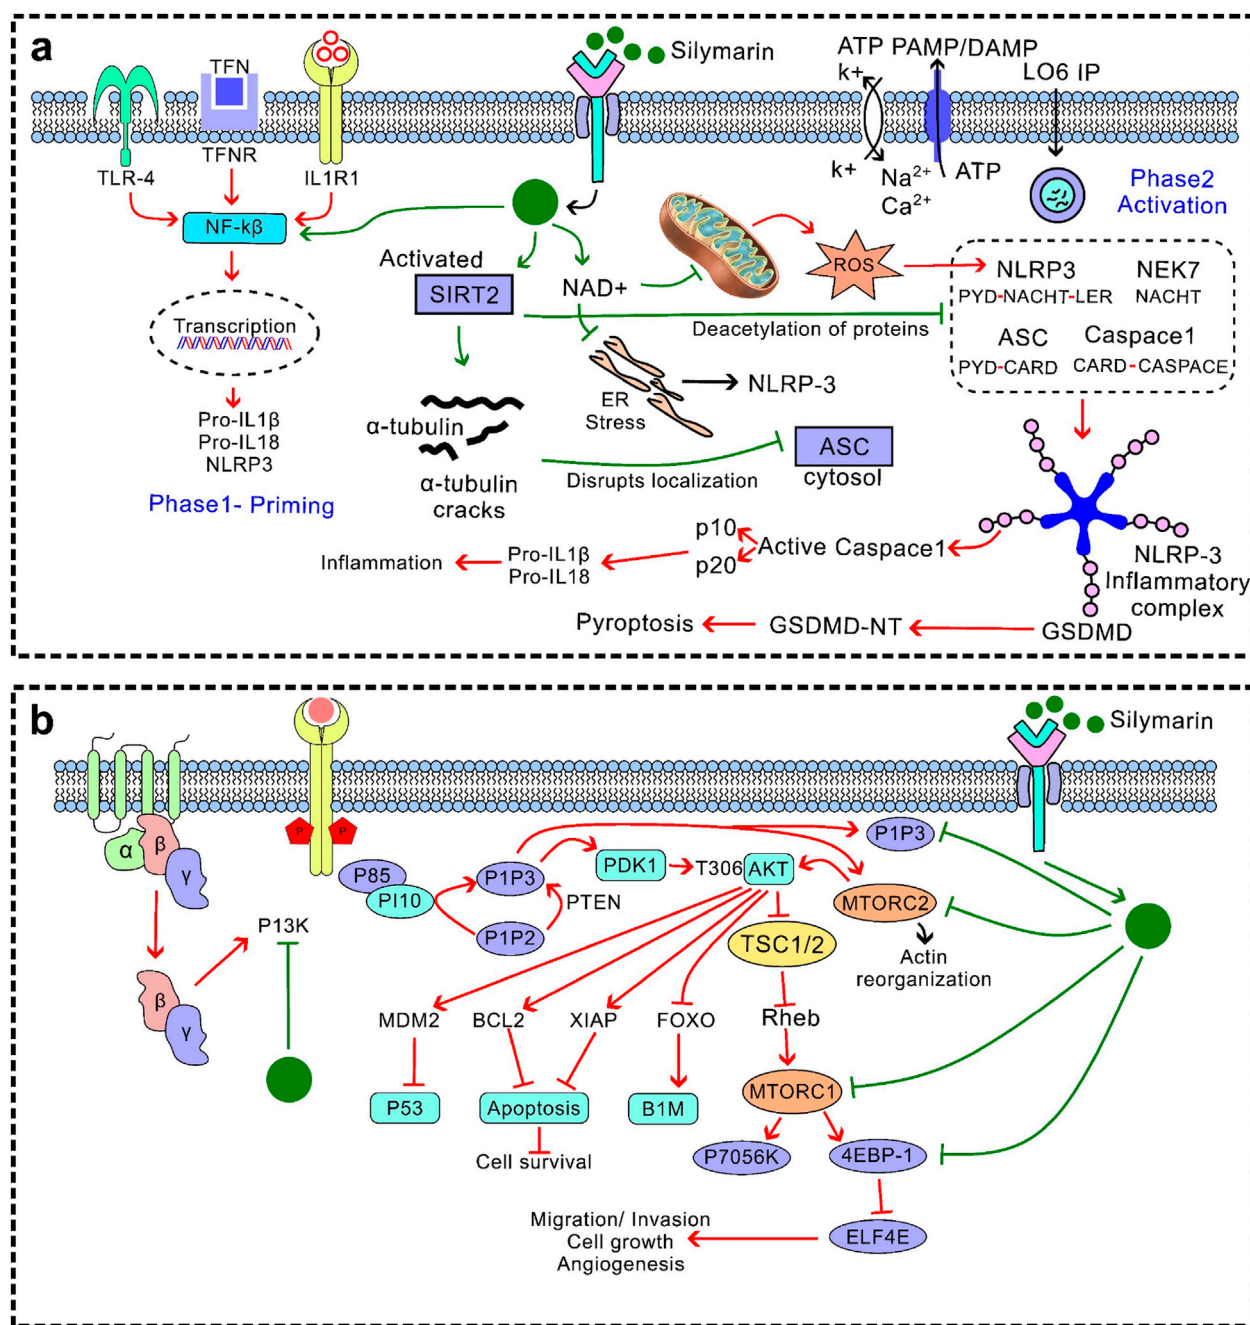 a
TFN
TFNR
TLR-4
IL1R1
NF-kβ
Transcription
Pro-IL1β
Pro-IL18
NLRP3
Phase1- Priming
Silymarin
Activated
SIRT2
NAD+
ROS
Deacetylation of proteins
ER
Stress
NLRP-3
α-tubulin
α-tubulin
cracks
Disrupts localization
ASC
cytosol
ATP PAMP/DAMP
k+
k+
Na2+
Ca2+
ATP
LO6 IP
Phase2
Activation
NLRP3
PYD-NACHT-LER
NEK7
NACHT
ASC
PYD-CARD
Caspace1
CARD-CASPACE
NLRP-3
Inflammatory
complex
Active Caspace1
p10
p20
Pro-IL1β
Pro-IL18
Inflammation
GSDMD
GSDMD-NT
Pyroptosis
b
α
β
γ
β
γ
P13K
P
P
P85
PI10
P1P3
P1P2
PTEN
PDK1
T306
AKT
P1P3
MTORC2
Actin
reorganization
Silymarin
TSC1/2
Rheb
MTORC1
MDM2
BCL2
XIAP
FOXO
P53
Apoptosis
B1M
Cell survival
P7056K
4EBP-1
ELF4E
Migration/ Invasion
Cell growth
Angiogenesis